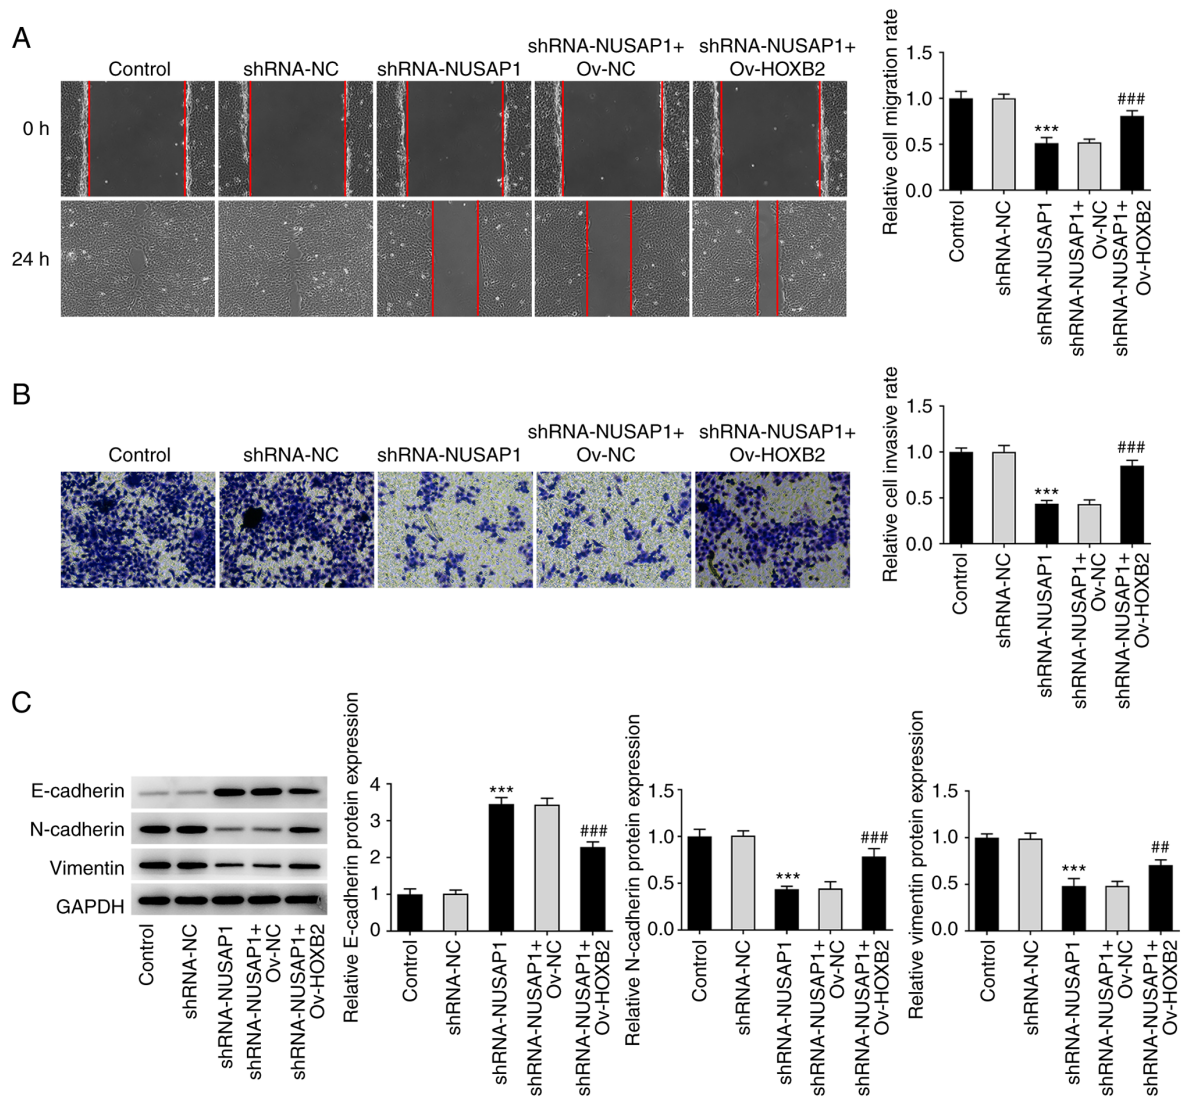 A
Control
shRNA-NC
shRNA-NUSAP1
shRNA-NUSAP1+
Ov-NC
shRNA-NUSAP1+
Ov-HOXB2
0 h
24 h
Relative cell migration rate
1.5
1.0
0.5
0.0
***
###
Control
shRNA-NC
shRNA-NUSAP1
shRNA-NUSAP1+
Ov-NC
shRNA-NUSAP1+
Ov-HOXB2
B
Control
shRNA-NC
shRNA-NUSAP1
shRNA-NUSAP1+
Ov-NC
shRNA-NUSAP1+
Ov-HOXB2
Relative cell invasive rate
1.5
1.0
0.5
0.0
***
###
Control
shRNA-NC
shRNA-NUSAP1
shRNA-NUSAP1+
Ov-NC
shRNA-NUSAP1+
Ov-HOXB2
C
E-cadherin
N-cadherin
Vimentin
GAPDH
Control
shRNA-NC
shRNA-NUSAP1
shRNA-NUSAP1+
Ov-NC
shRNA-NUSAP1+
Ov-HOXB2
Relative E-cadherin protein expression
4
3
2
1
0
***
###
Control
shRNA-NC
shRNA-NUSAP1
shRNA-NUSAP1+
Ov-NC
shRNA-NUSAP1+
Ov-HOXB2
Relative N-cadherin protein expression
1.5
1.0
0.5
0.0
***
###
Control
shRNA-NC
shRNA-NUSAP1
shRNA-NUSAP1+
Ov-NC
shRNA-NUSAP1+
Ov-HOXB2
Relative vimentin protein expression
1.5
1.0
0.5
0.0
***
##
Control
shRNA-NC
shRNA-NUSAP1
shRNA-NUSAP1+
Ov-NC
shRNA-NUSAP1+
Ov-HOXB2